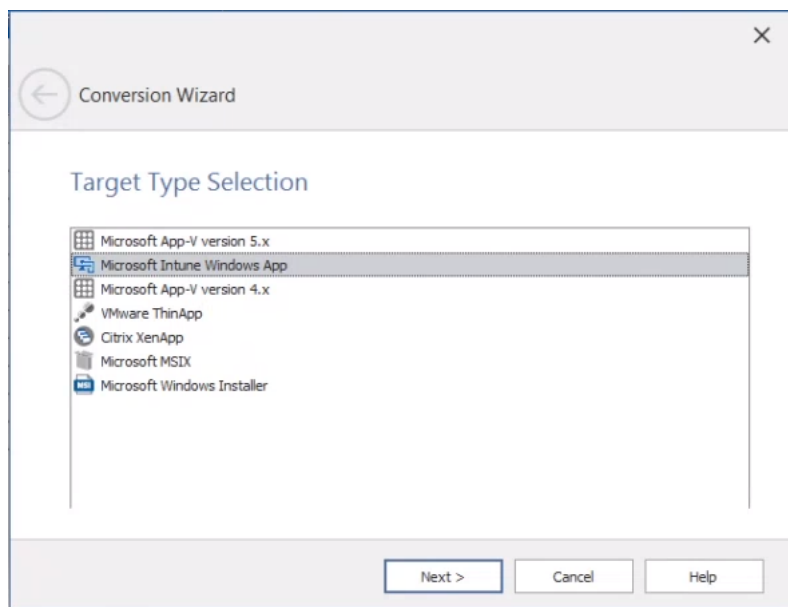 Conversion Wizard
Target Type Selection
Microsoft App-V version 5.x
Microsoft Intune Windows App
Microsoft App-V version 4.x
VMware ThinApp
Citrix XenApp
Microsoft MSIX
MSI Microsoft Windows Installer
Next > Cancel Help